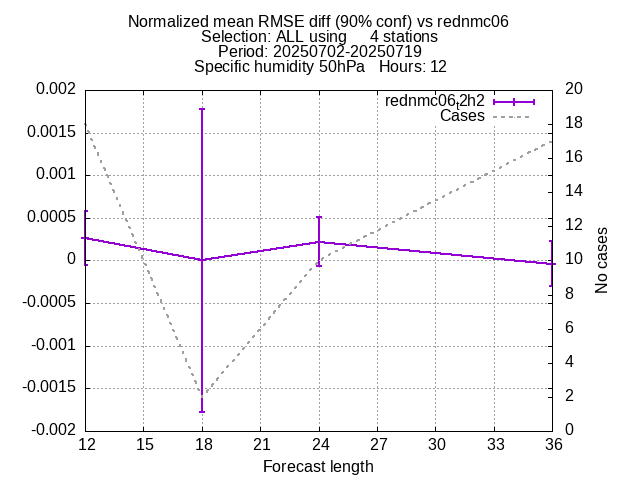 Normalized mean RMSE diff (90% conf) vs rednmc06
Selection: ALL using 4 stations
Period: 20250702-20250719
Specific humidity 50hPa Hours: 12
rednmc06t2h2
Cases
0.002
0.0015
0.001
0.0005
0
-0.0005
-0.001
-0.0015
-0.002
20
18
16
14
12
10
8
6
4
2
0
No cases
12 15 18 21 24 27 30 33 36
Forecast length